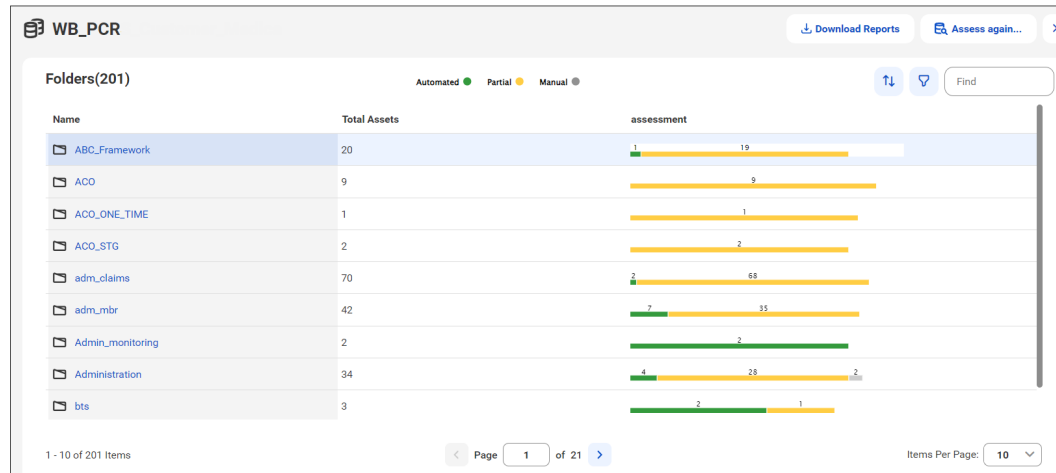 WB_PCR
Download Reports
Assess again...
Folders(201)
Automated Partial Manual
Find
Name Total Assets assessment
ABC_Framework 20 1 19
ACO 9 9
ACO_ONE_TIME 1 1
ACO_STG 2 2
adm_claims 70 2 68
adm_mbr 42 7 35
Admin_monitoring 2 2
Administration 34 4 28 2
bts 3 2 1
1 - 10 of 201 Items
Page 1 of 21
Items Per Page: 10